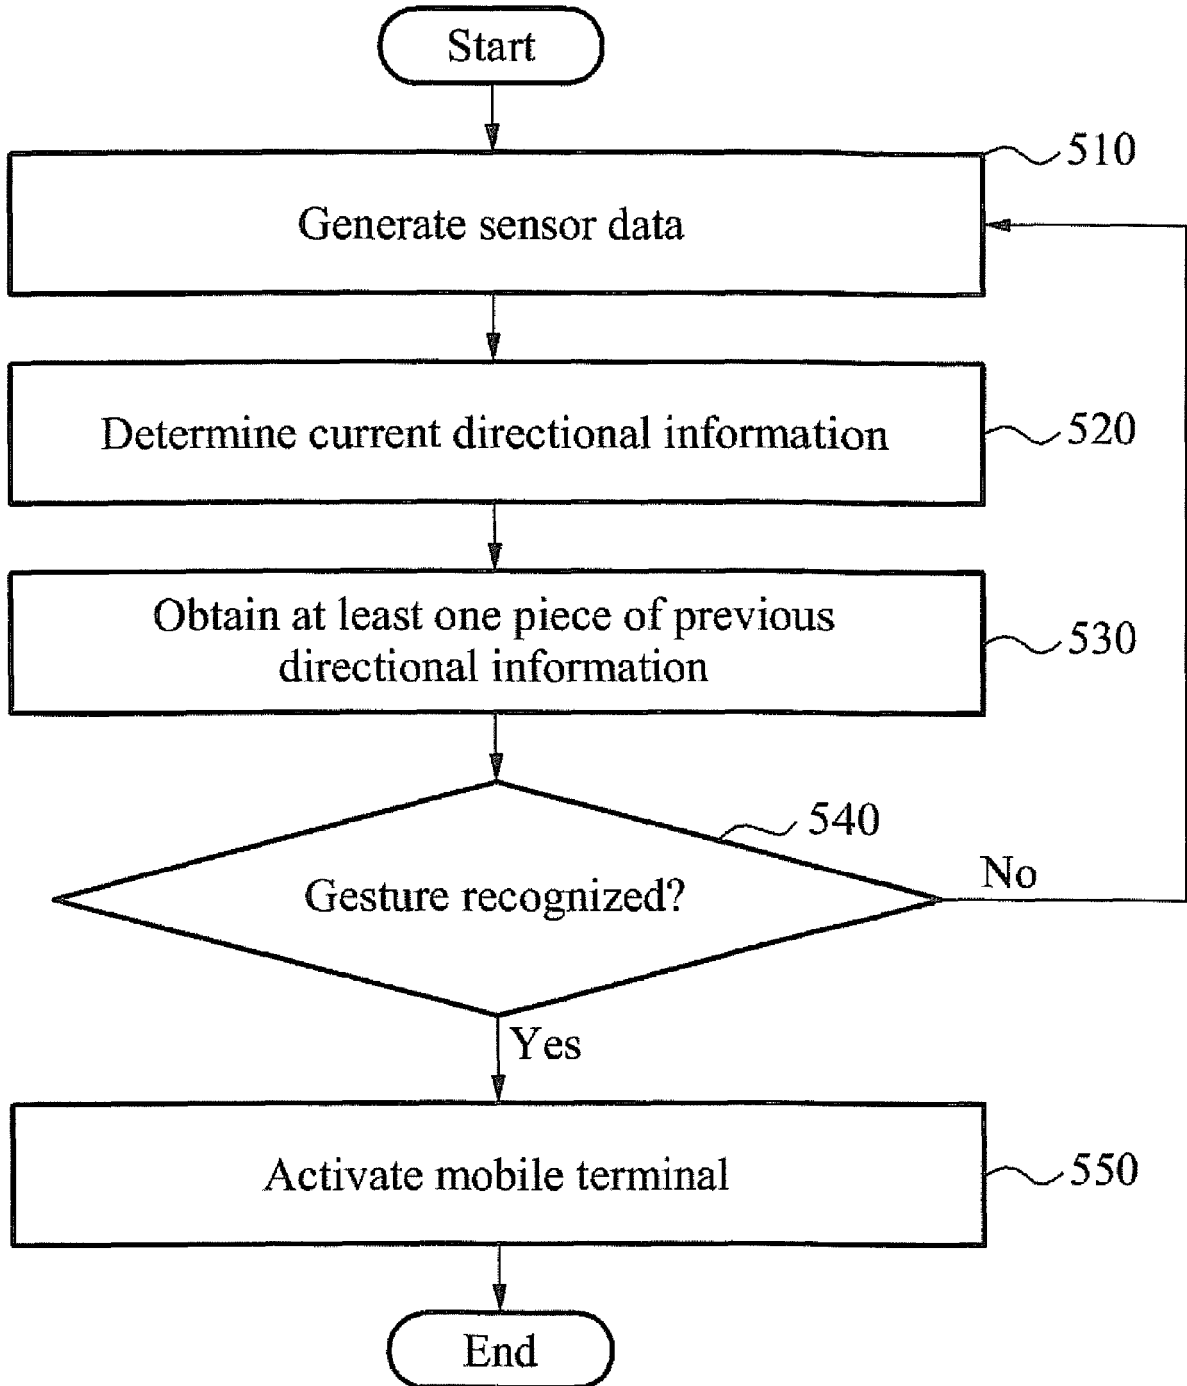 Start
510
Generate sensor data
Determine current directional information
520
Obtain at least one piece of previous
directional information
530
540
Gesture recognized?
No
Yes
Activate mobile terminal
550
End